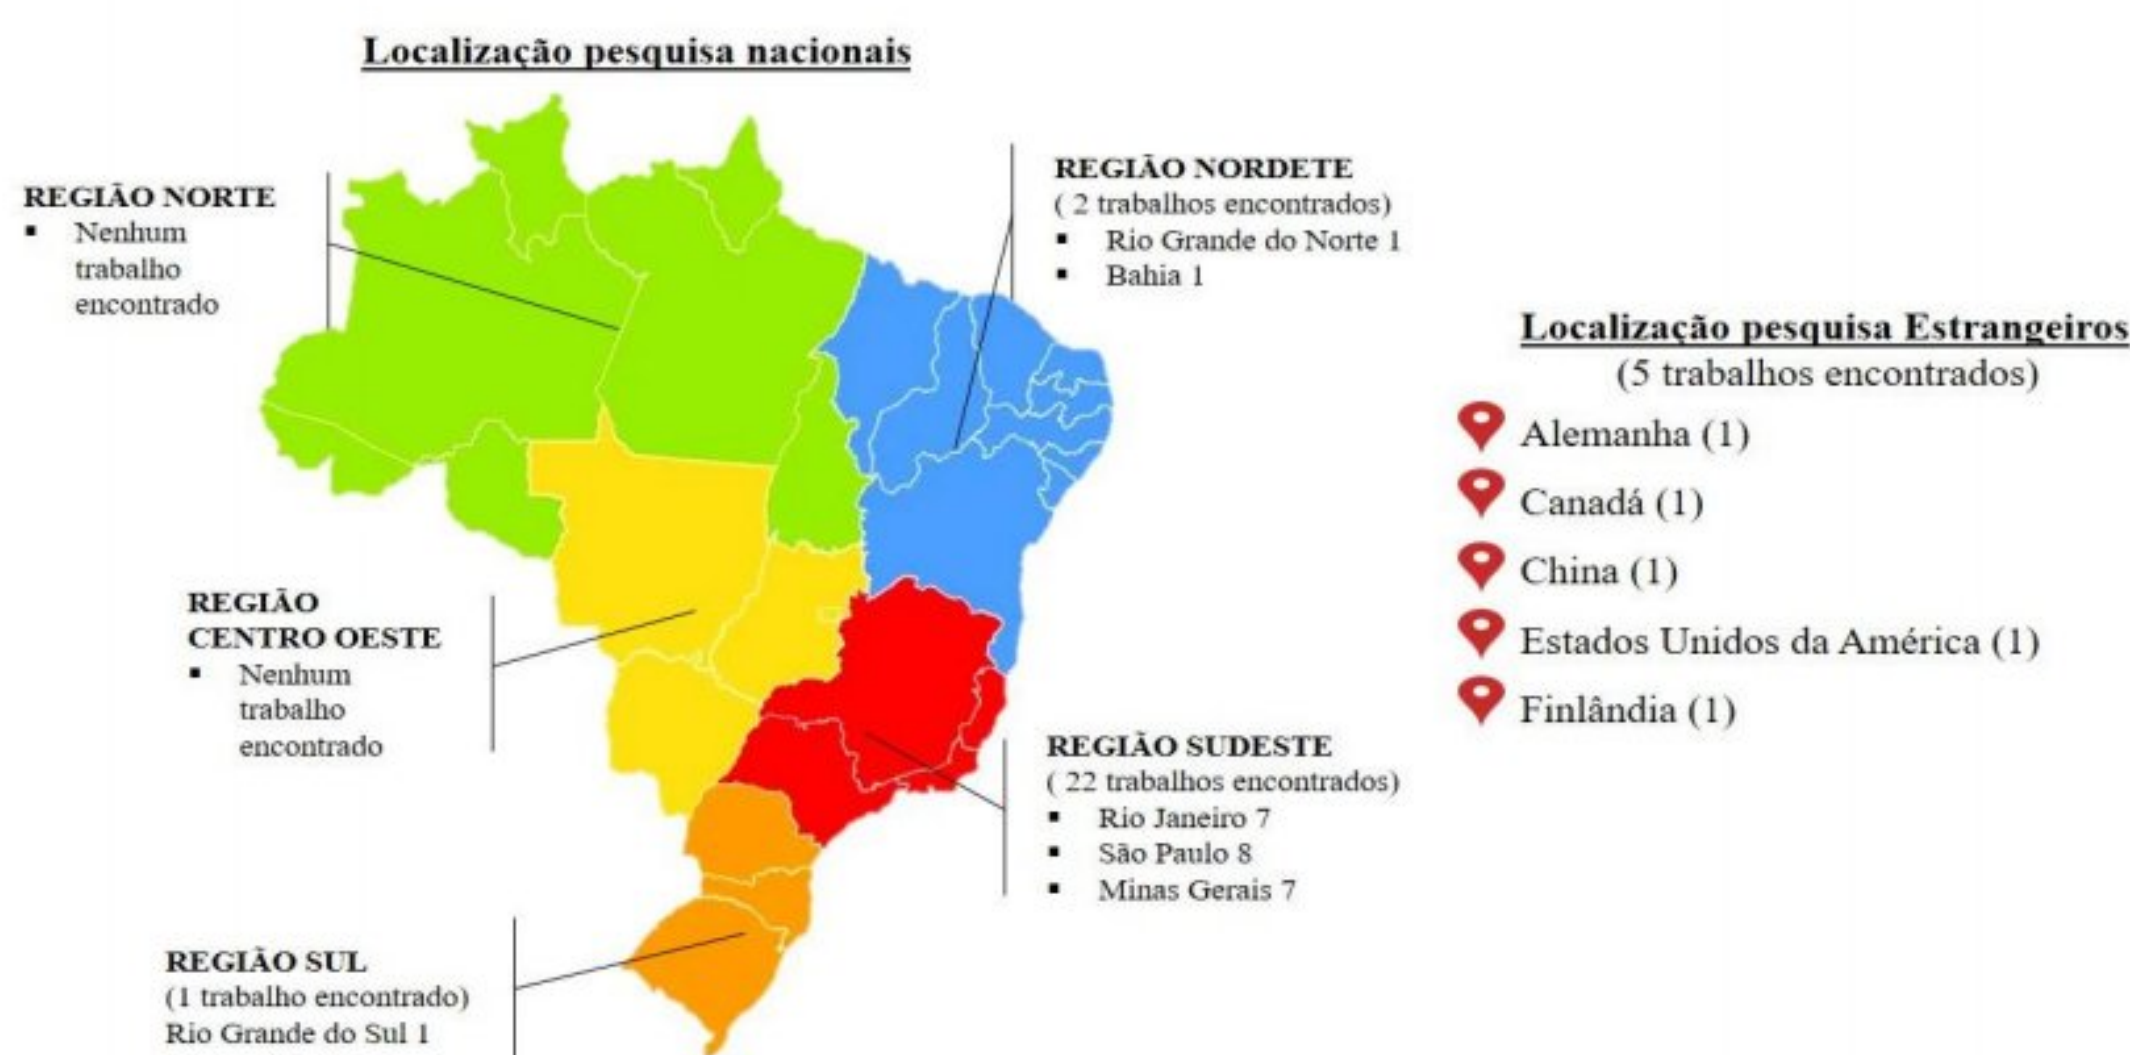 Localização pesquisa nacionais
REGIÃO NORTE
▪ Nenhum
trabalho
encontrado
REGIÃO NORDETE
( 2 trabalhos encontrados)
▪ Rio Grande do Norte 1
▪ Bahia 1
REGIÃO
CENTRO OESTE
▪ Nenhum
trabalho
encontrado
REGIÃO SUDESTE
( 22 trabalhos encontrados)
▪ Rio Janeiro 7
▪ São Paulo 8
▪ Minas Gerais 7
REGIÃO SUL
(1 trabalho encontrado)
Rio Grande do Sul 1
Localização pesquisa Estrangeiros
(5 trabalhos encontrados)
Alemanha (1)
Canadá (1)
China (1)
Estados Unidos da América (1)
Finlândia (1)